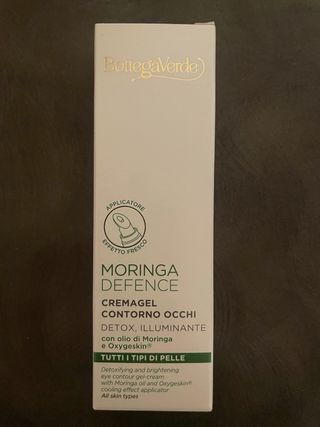 BottegaVerde
APPLICATORE
EFFETTO FRESCO
MORINGA
DEFENCE
CREMAGEL
CONTORNO OCCHI
DETOX, ILLUMINANTE
con olio di Moringa
e Oxygeskin®
TUTTI I TIPI DI PELLE
Detoxifying and brightening
eye contour gel-cream
with Moringa oil and Oxygeskin®
cooling effect applicator
All skin types